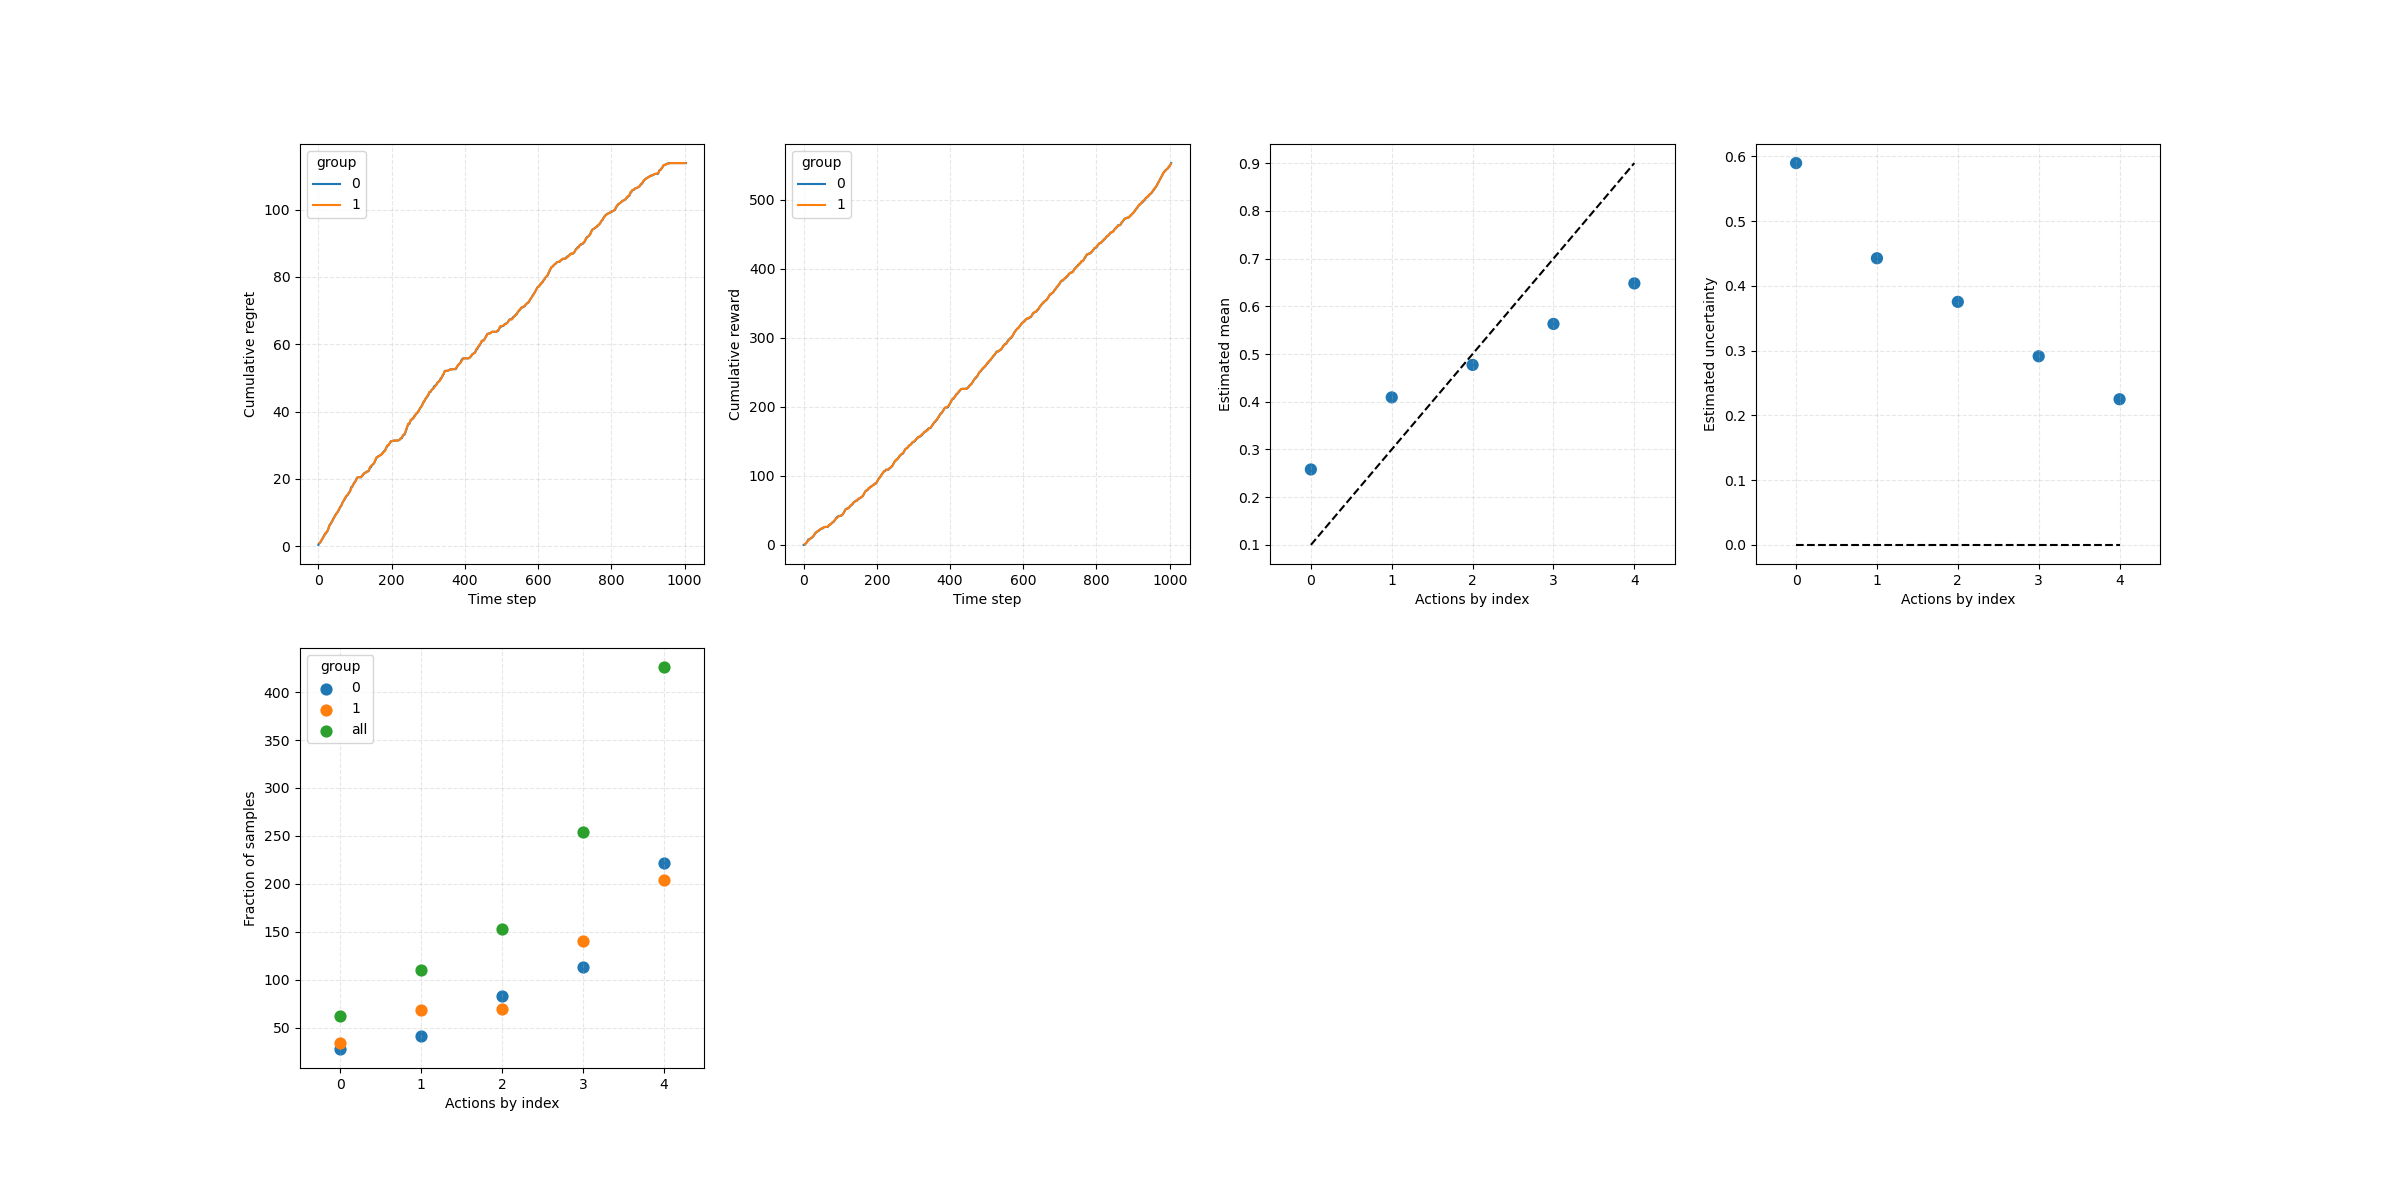 group
0
1
100
80
60
40
20
0
Cumulative regret
0 200 400 600 800 1000
Time step
group
0
1
500
400
300
200
100
0
Cumulative reward
0 200 400 600 800 1000
Time step
0.9
0.8
0.7
0.6
0.5
0.4
0.3
0.2
0.1
Estimated mean
0 1 2 3 4
Actions by index
0.6
0.5
0.4
0.3
0.2
0.1
0.0
Estimated uncertainty
0 1 2 3 4
Actions by index
group
0
1
all
400
350
300
250
200
150
100
50
Fraction of samples
0 1 2 3 4
Actions by index